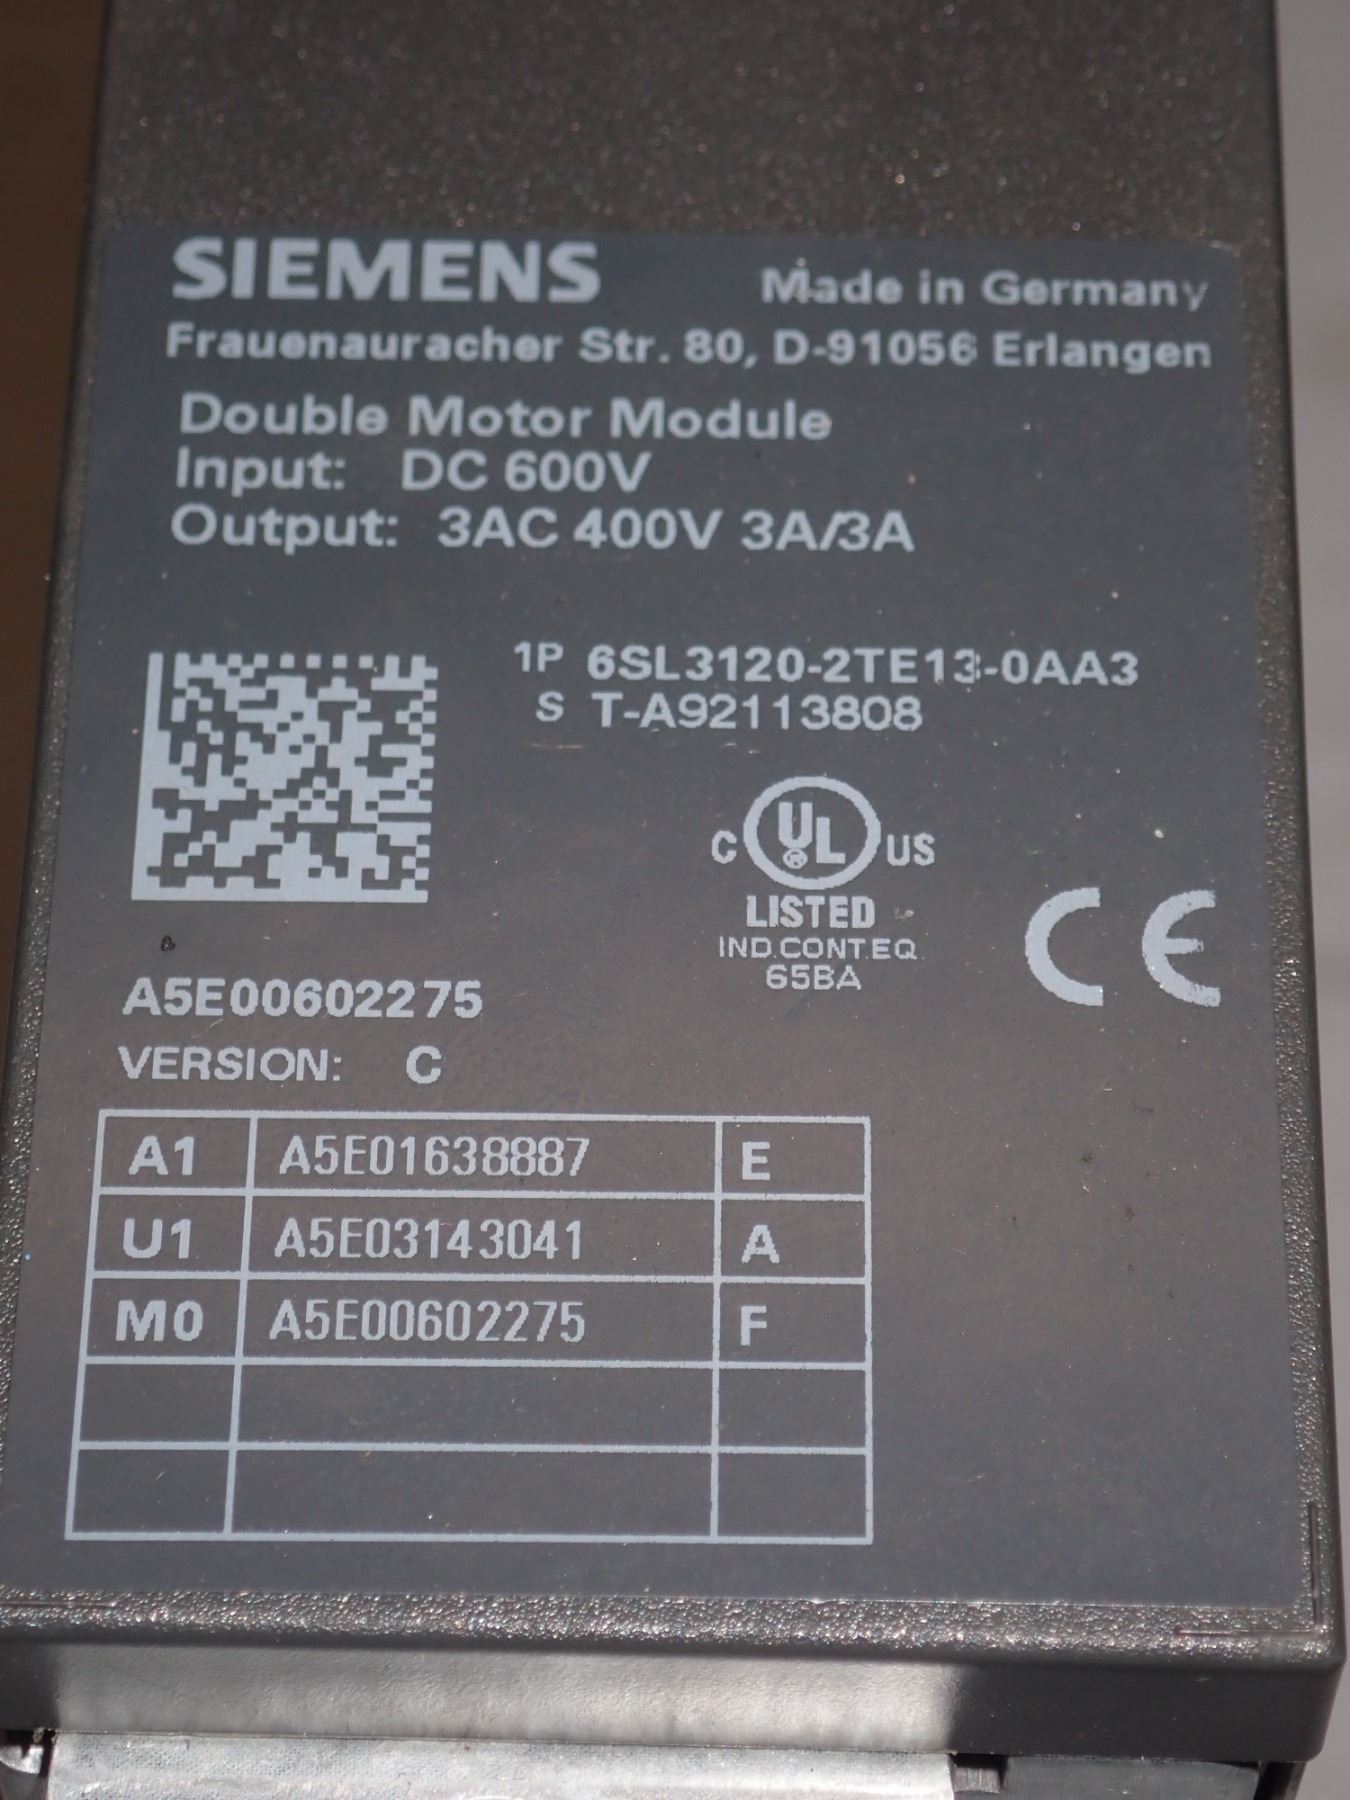 SIEMENS
Made in Germany
Frauenauracher Str. 80, D-91056 Erlangen
Double Motor Module
Input: DC 600V
Output: 3AC 400V 3A/3A
1P 6SL3120-2TE13-0AA3
S T-A92113808
C UL ® US
LISTED
IND.CONT.EQ.
65BA
CE
A5E00602275
VERSION: C
A1 A5E01638887 E
U1 A5E03143041 A
M0 A5E00602275 F